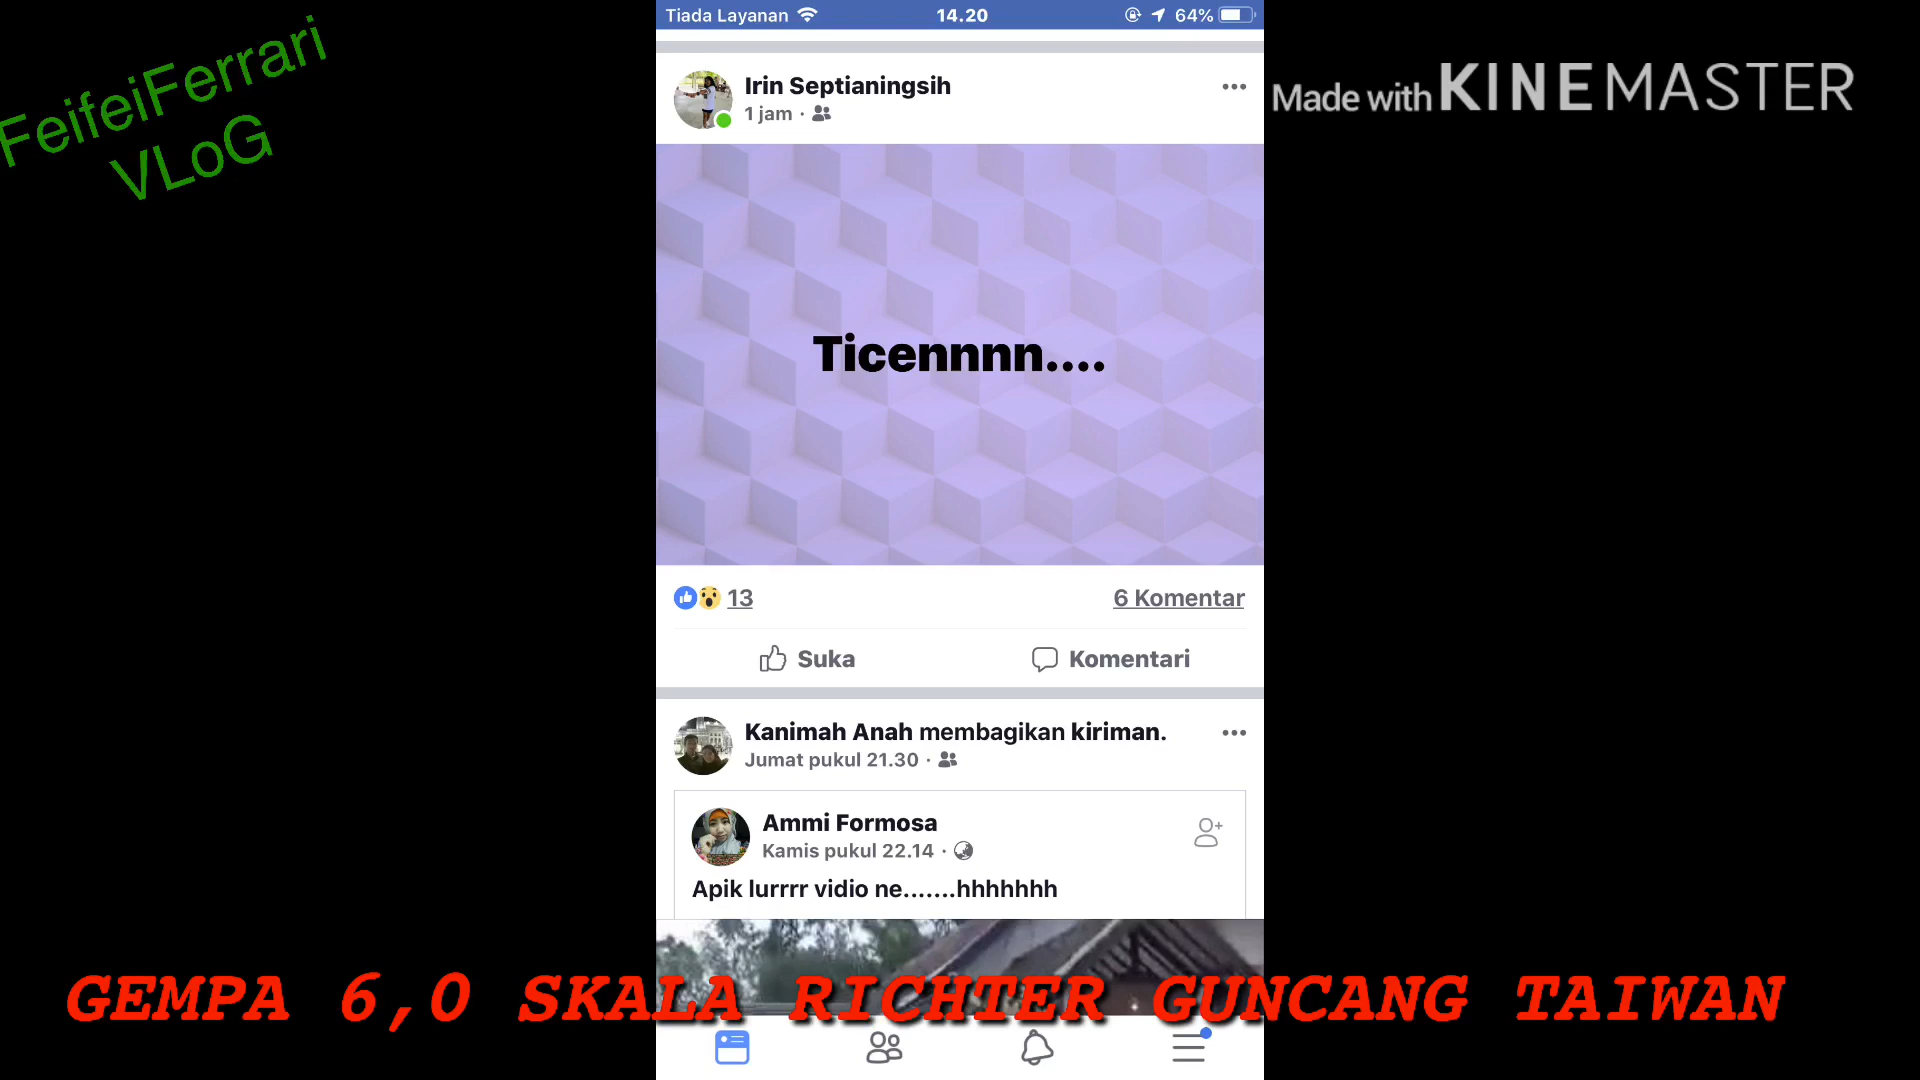 FeifeiFerrari
VLoG
Made with KINEMASTER
Tiada Layanan 14.20 64%
Irin Septianingsih
1 jam ·
Ticennnn....
13 6 Komentar
Suka Komentari
Kanimah Anah membagikan kiriman.
Jumat pukul 21.30 ·
Ammi Formosa
Kamis pukul 22.14 ·
Apik lurrrr vidio ne.......hhhhhhh
GEMPA 6,0 SKALA RICHTER GUNCANG TAIWAN